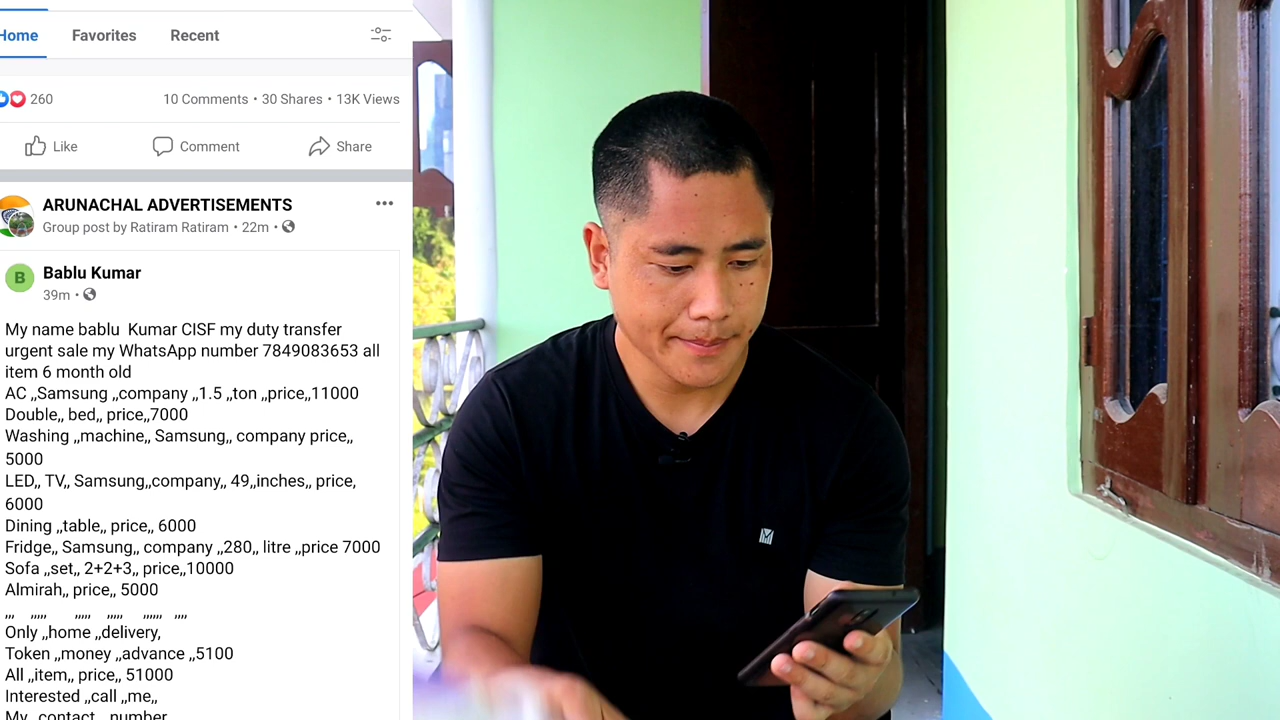 Home Favorites Recent
260 10 Comments • 30 Shares • 13K Views
Like Comment Share
ARUNACHAL ADVERTISEMENTS
Group post by Ratiram Ratiram • 22m •
B Bablu Kumar
39m •
My name bablu Kumar CISF my duty transfer
urgent sale my WhatsApp number 7849083653 all
item 6 month old
AC ,,Samsung ,,company ,,1.5 ,,ton ,,price,,11000
Double,, bed,, price,,7000
Washing ,,machine,, Samsung,, company price,,
5000
LED,, TV,, Samsung,,company,, 49,,inches,, price,
6000
Dining ,,table,, price,, 6000
Fridge,, Samsung,, company ,,280,, litre ,,price 7000
Sofa ,,set,, 2+2+3,, price,,10000
Almirah,, price,, 5000
,,, ,,,,, ,,,,, ,,,,, ,,,,,, ,,,,
Only ,,home ,,delivery,
Token ,,money ,,advance ,,5100
All ,,item,, price,, 51000
Interested ,,call ,,me,,
My contact number